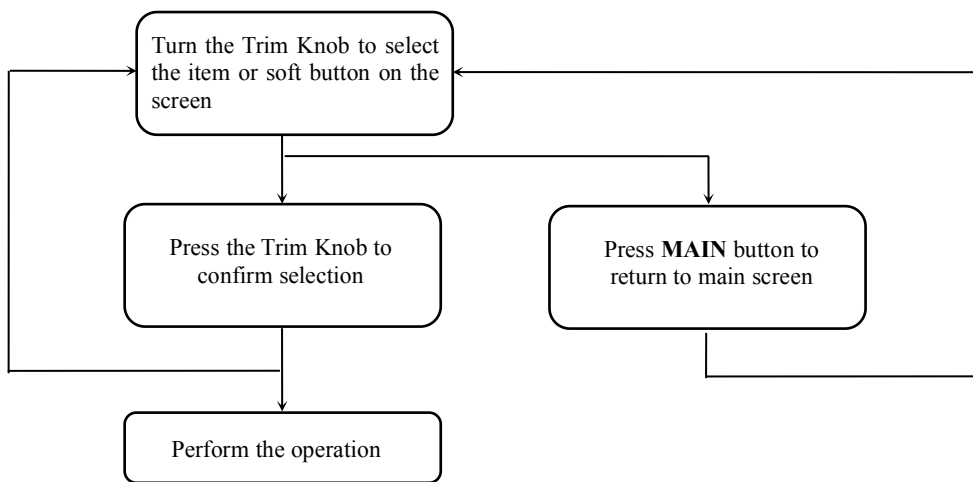 Turn the Trim Knob to select
the item or soft button on the
screen
Press the Trim Knob to
confirm selection
Press MAIN button to
return to main screen
Perform the operation